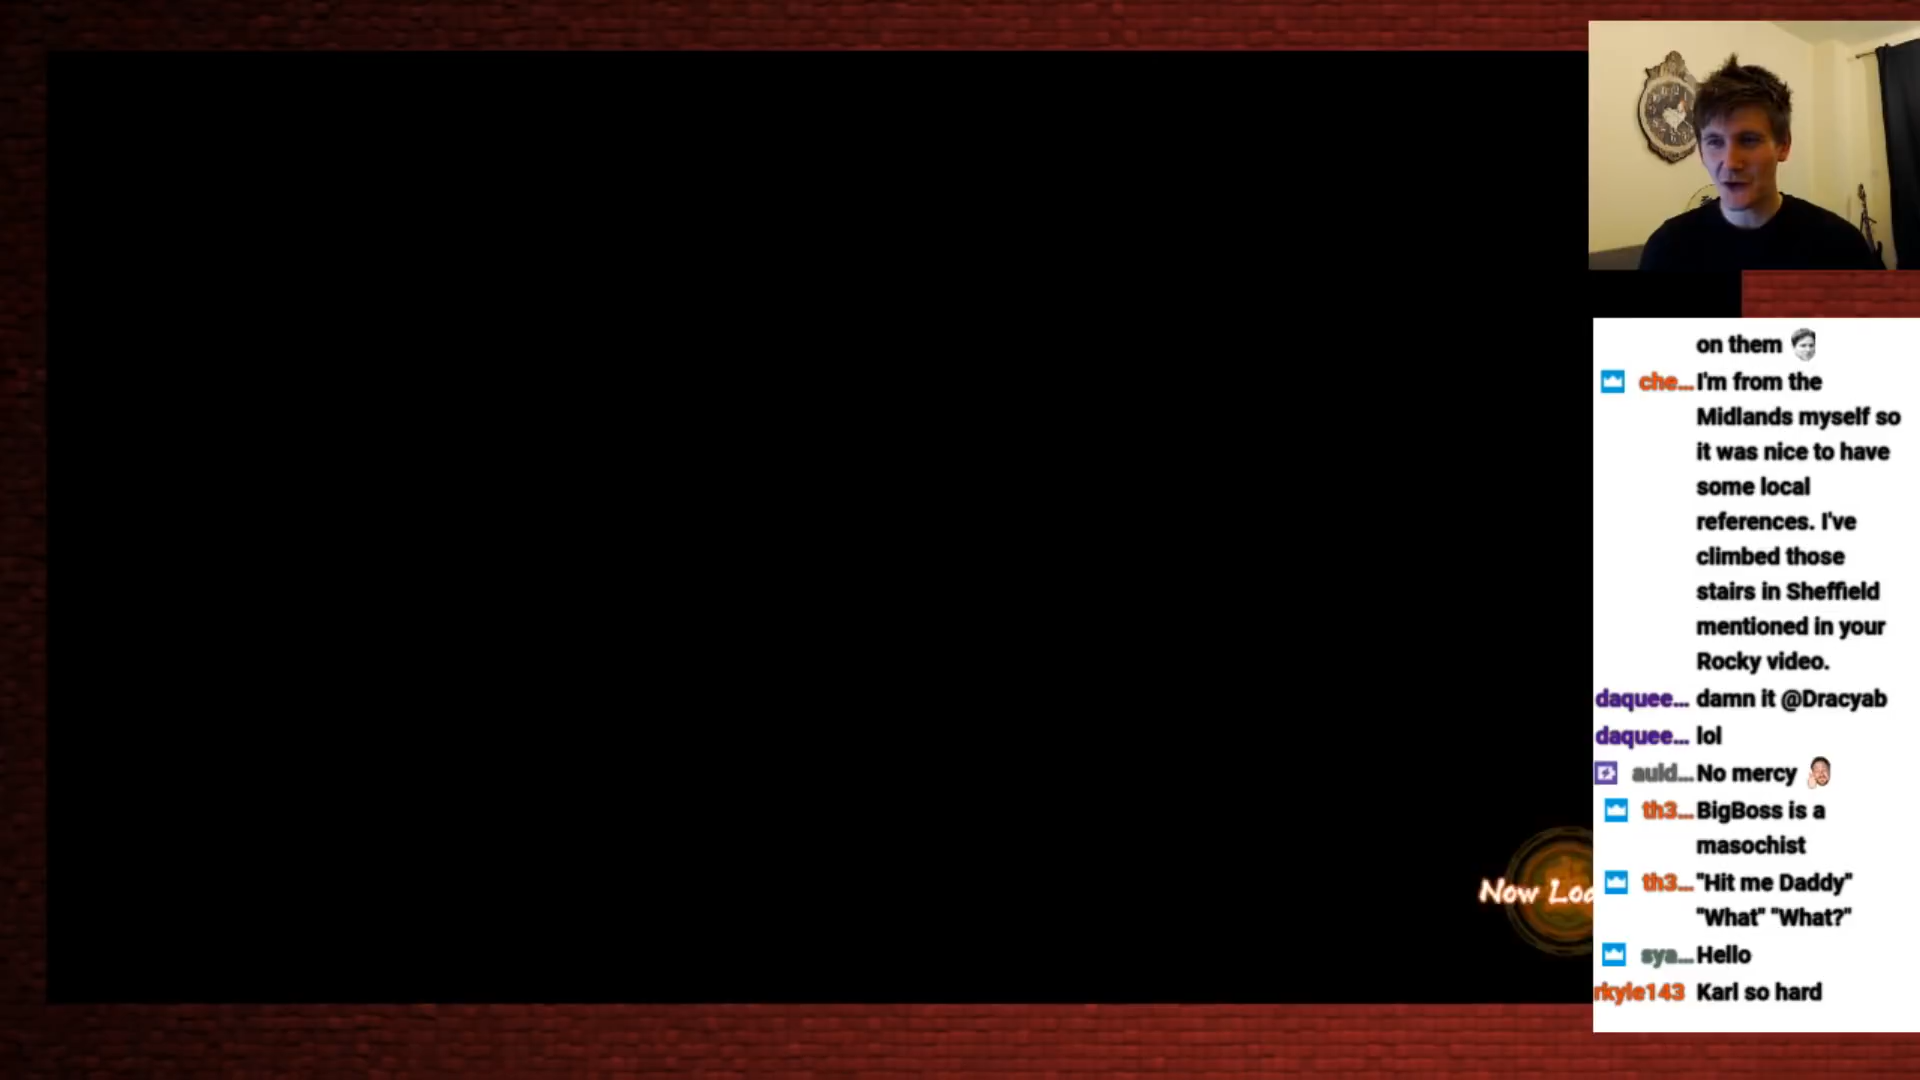 on them
che... I'm from the
Midlands myself so
it was nice to have
some local
references. I've
climbed those
stairs in Sheffield
mentioned in your
Rocky video.
daquee... damn it @Dracyab
daquee... lol
auld... No mercy
th3... BigBoss is a
masochist
th3... "Hit me Daddy"
"What" "What?"
Now Loa
sya... Hello
rkyle143 Karl so hard